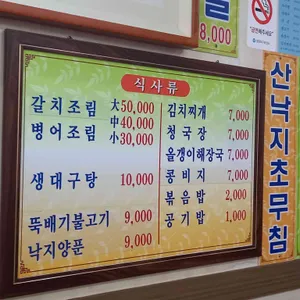 8,000
식사류
갈치조림 大50,000
병어조림 中40,000
小30,000
생대구탕 10,000
뚝배기불고기 9,000
낙지양푼 9,000
김치찌개 7,000
청국장 7,000
올갱이해장국 7,000
콩비지 7,000
볶음밥 2,000
공기밥 1,000
산낙지초무침